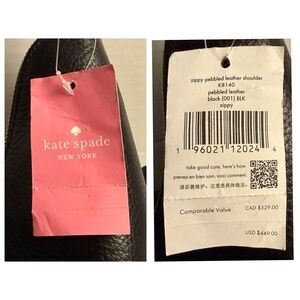 kate spade
NEW YORK
zippy pebbled leather shoulder
K8140
pebbled leather
black (001) BLK
zippy
1 96021 12024 4
take good care. here's how.
prenez-en bien soin. voici comment.
请妥善维护。这里是具体做法。
Comparable Value
CAD $529.00
USD $449.00